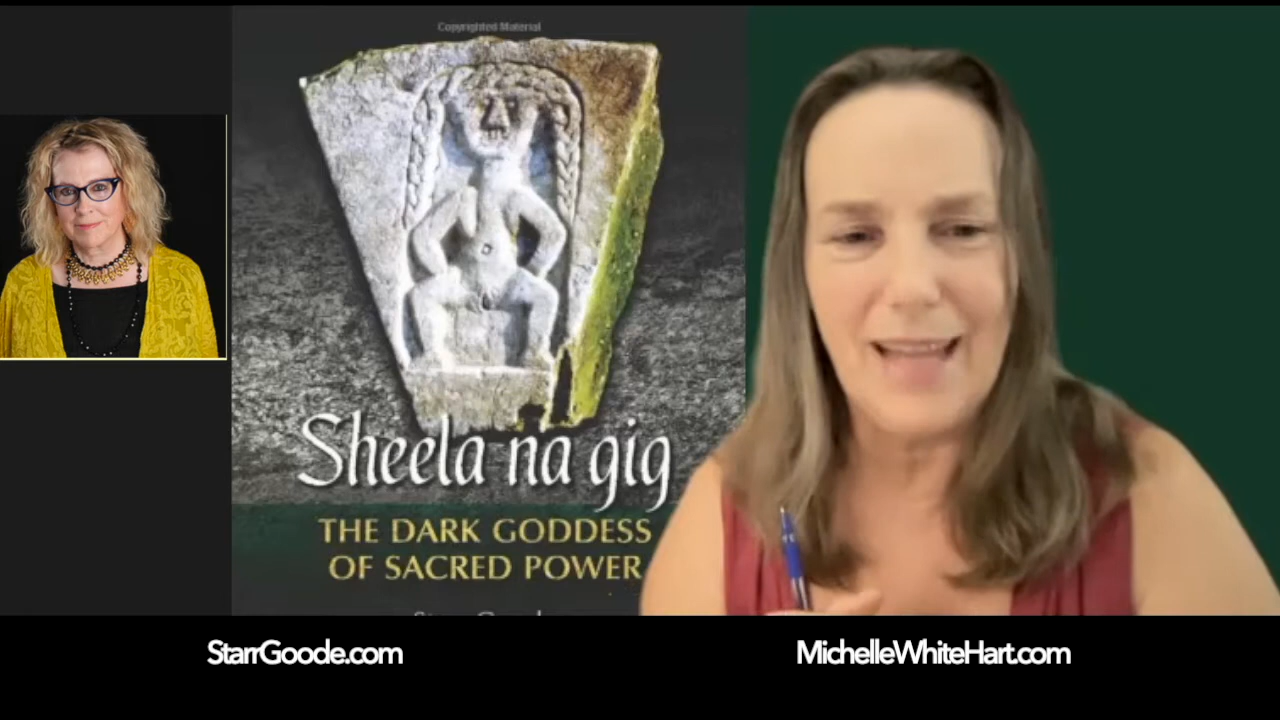 Copyrighted Material
Sheela na gig
THE DARK GODDESS
OF SACRED POWER
StarrGoode.com
MichelleWhiteHart.com